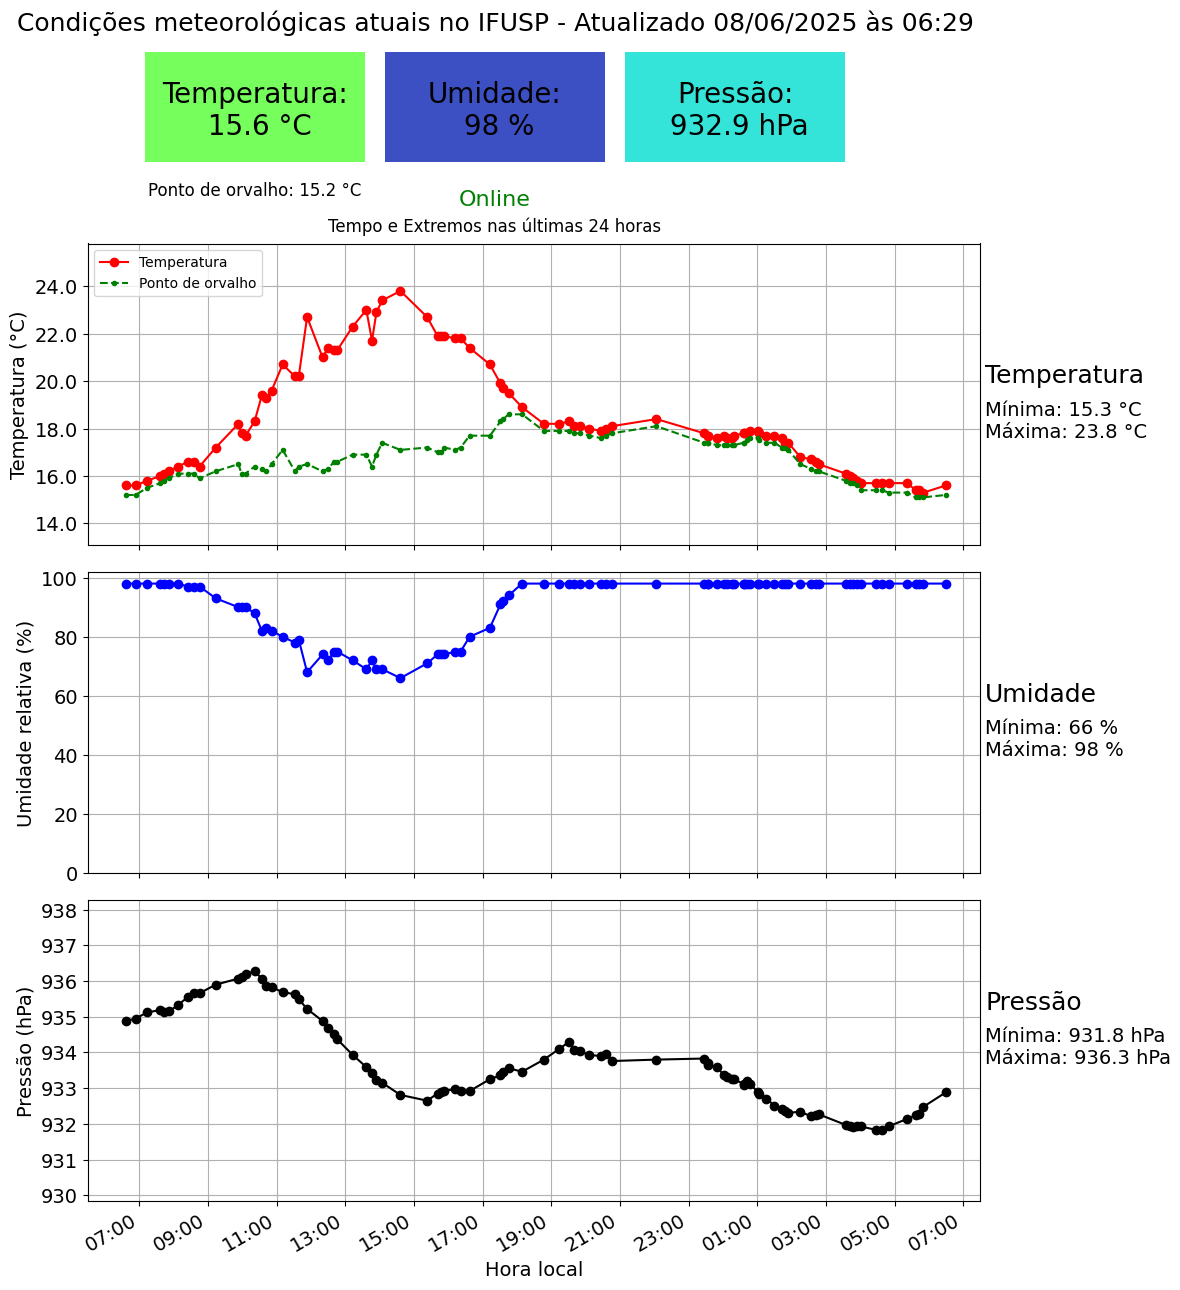 Condições meteorológicas atuais no IFUSP - Atualizado 08/06/2025 às 06:29
Temperatura:
15.6 °C
Umidade:
98 %
Pressão:
932.9 hPa
Ponto de orvalho: 15.2 °C
Online
Tempo e Extremos nas últimas 24 horas
Temperatura
Ponto de orvalho
Temperatura (°C)
24.0
22.0
20.0
18.0
16.0
14.0
Temperatura
Mínima: 15.3 °C
Máxima: 23.8 °C
Umidade relativa (%)
100
80
60
40
20
0
Umidade
Mínima: 66 %
Máxima: 98 %
Pressão (hPa)
938
937
936
935
934
933
932
931
930
Pressão
Mínima: 931.8 hPa
Máxima: 936.3 hPa
07:00
09:00
11:00
13:00
15:00
17:00
19:00
21:00
23:00
01:00
03:00
05:00
07:00
Hora local